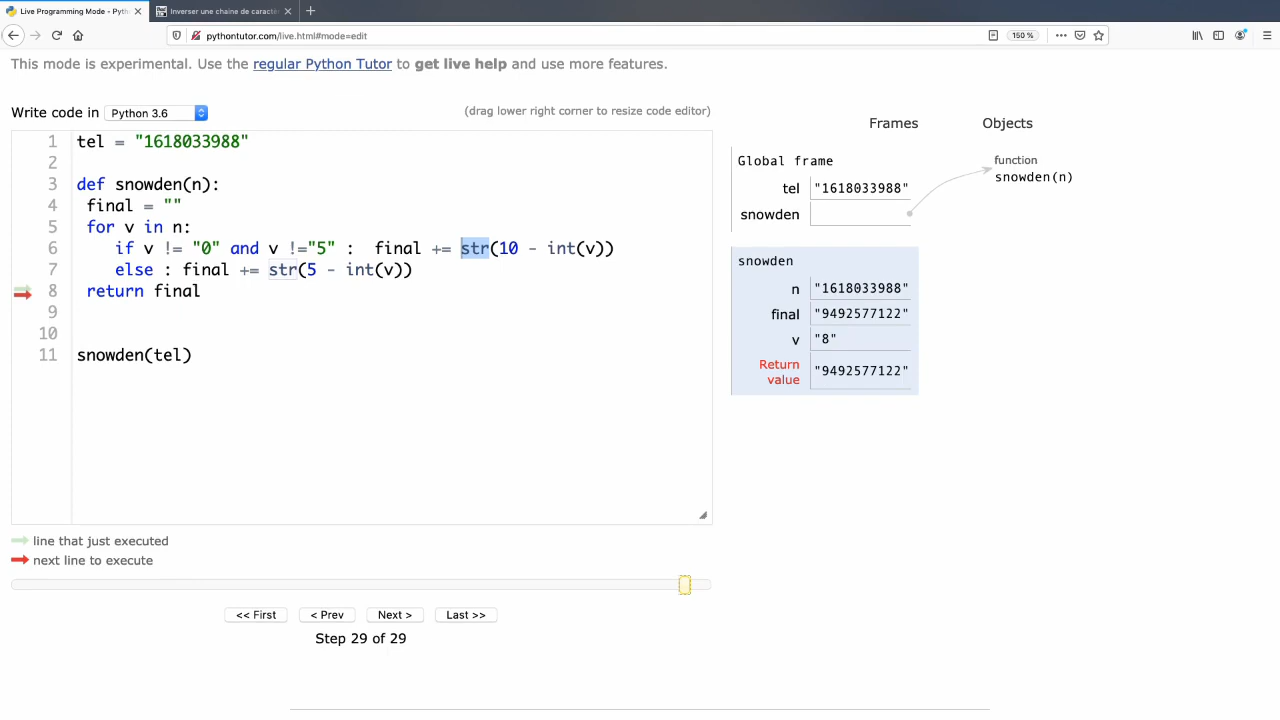 Live Programming Mode - Pyth
Inverser une chaine de caractè
pythontutor.com/live.html#mode=edit
150 %
This mode is experimental. Use the regular Python Tutor to get live help and use more features.
Write code in Python 3.6
(drag lower right corner to resize code editor)
1 tel = "1618033988"
2
3 def snowden(n):
4 final = ""
5 for v in n:
6 if v != "0" and v !="5" : final += str(10 - int(v))
7 else : final += str(5 - int(v))
8 return final
9
10
11 snowden(tel)
line that just executed
next line to execute
<< First
< Prev
Next >
Last >>
Step 29 of 29
Frames
Objects
Global frame
tel "1618033988"
snowden
function
snowden(n)
snowden
n "1618033988"
final "9492577122"
v "8"
Return
value "9492577122"